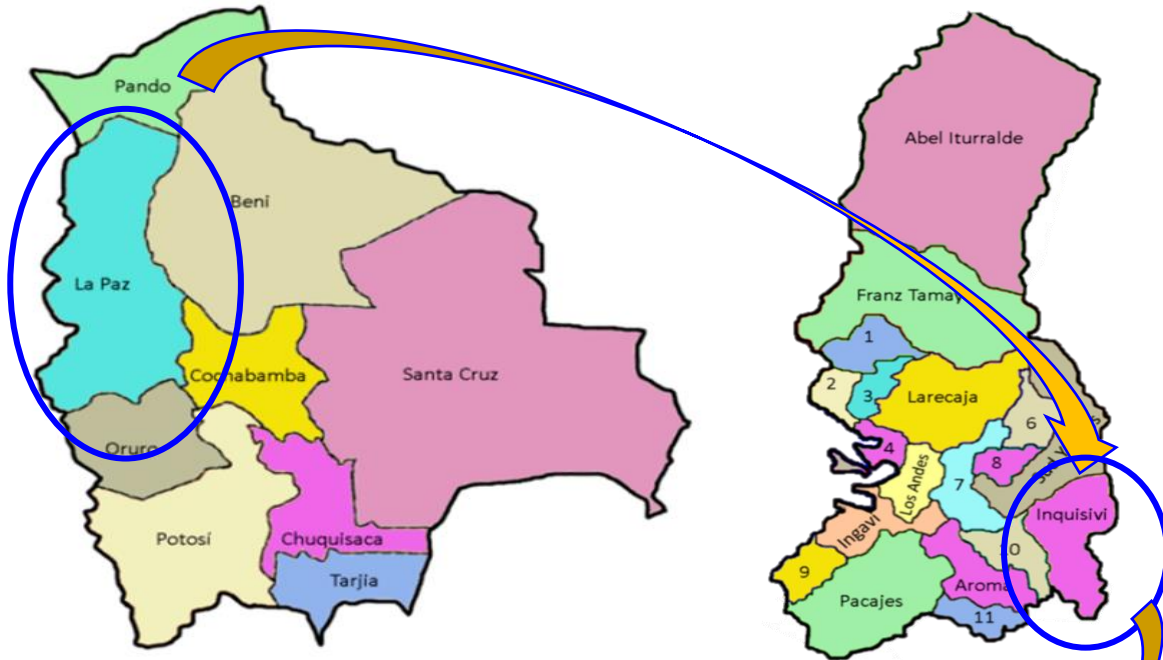 Pando
Beni
La Paz
Cochabamba
Santa Cruz
Oruro
Potosí
Chuquisaca
Tarjia
Abel Iturralde
Franz Tamay
1
2
3
Larecaja
4
6
8
7
Los Andes
Inquisivi
Ingavi
10
9
Aroma
Pacajes
11